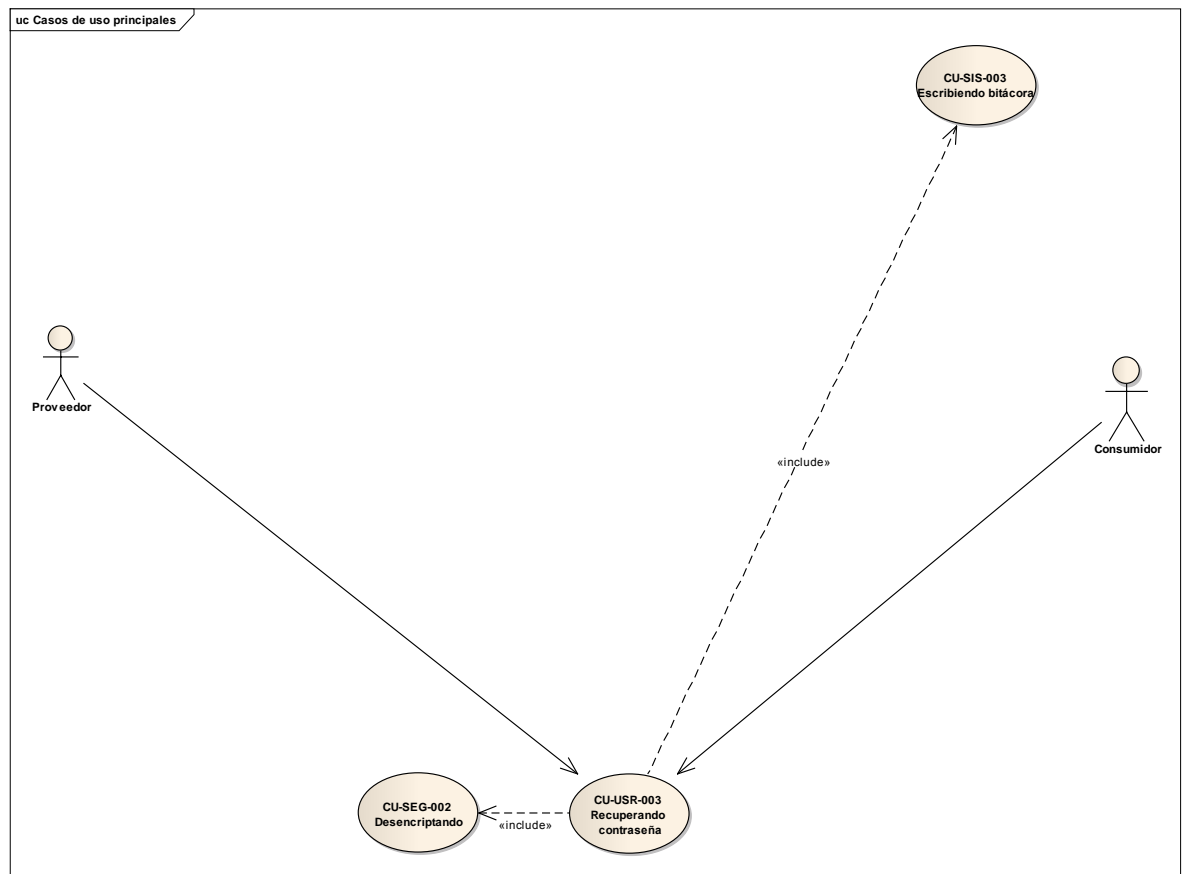 uc Casos de uso principales
CU-SIS-003
Escribiendo bitácora
Proveedor
Consumidor
«include»
CU-SEG-002
Desencriptando
«include»
CU-USR-003
Recuperando
contraseña